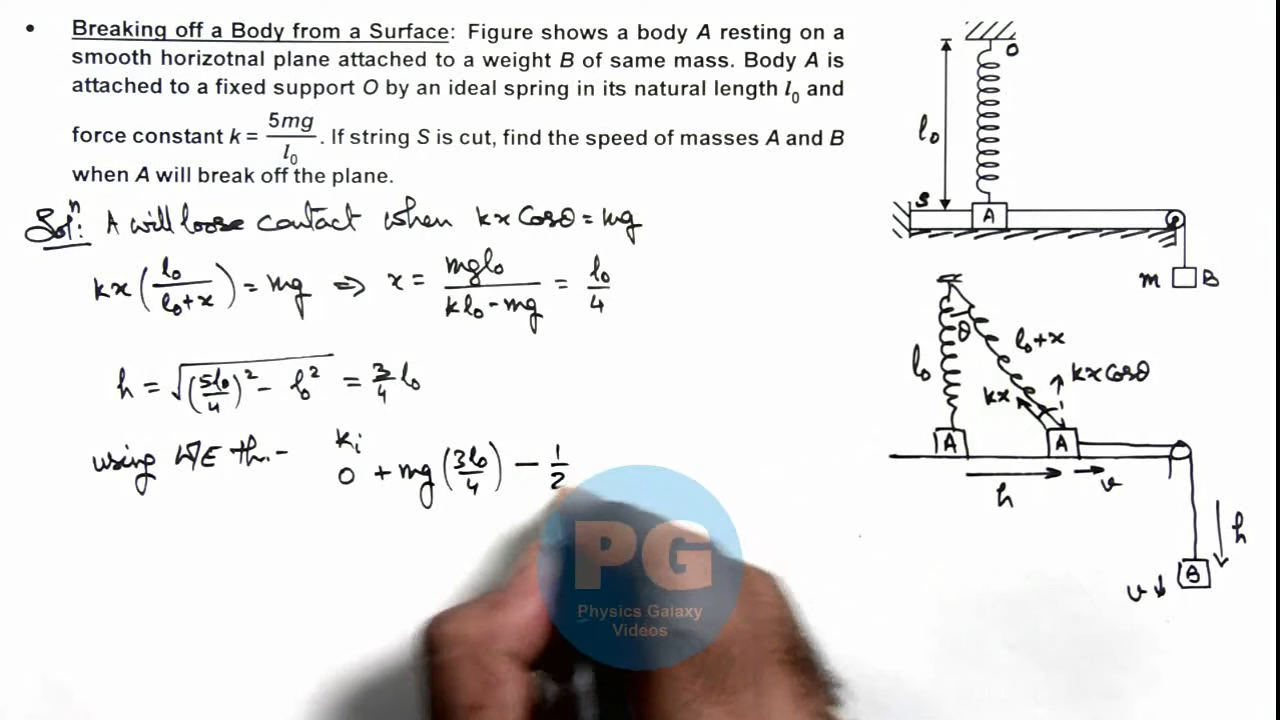 • Breaking off a Body from a Surface: Figure shows a body A resting on a
smooth horizotnal plane attached to a weight B of same mass. Body A is
attached to a fixed support O by an ideal spring in its natural length l₀ and
force constant k = 5mg/l₀. If string S is cut, find the speed of masses A and B
when A will break off the plane.
Solⁿ: A will loose contact when kx Cosθ = mg
kx(l₀/(l₀+x)) = mg ⇒ x = mgl₀/(kl₀-mg) = l₀/4
h = √((5l₀/4)² - l₀²) = 3/4 l₀
using WE th.-
Ki
0 + mg(3l₀/4) - 1/2
O
l₀
S
A
m B
θ
l₀
l₀+x
kx
kx Cosθ
A
A
h
v
h
v
B
PG
Physics Galaxy
Videos